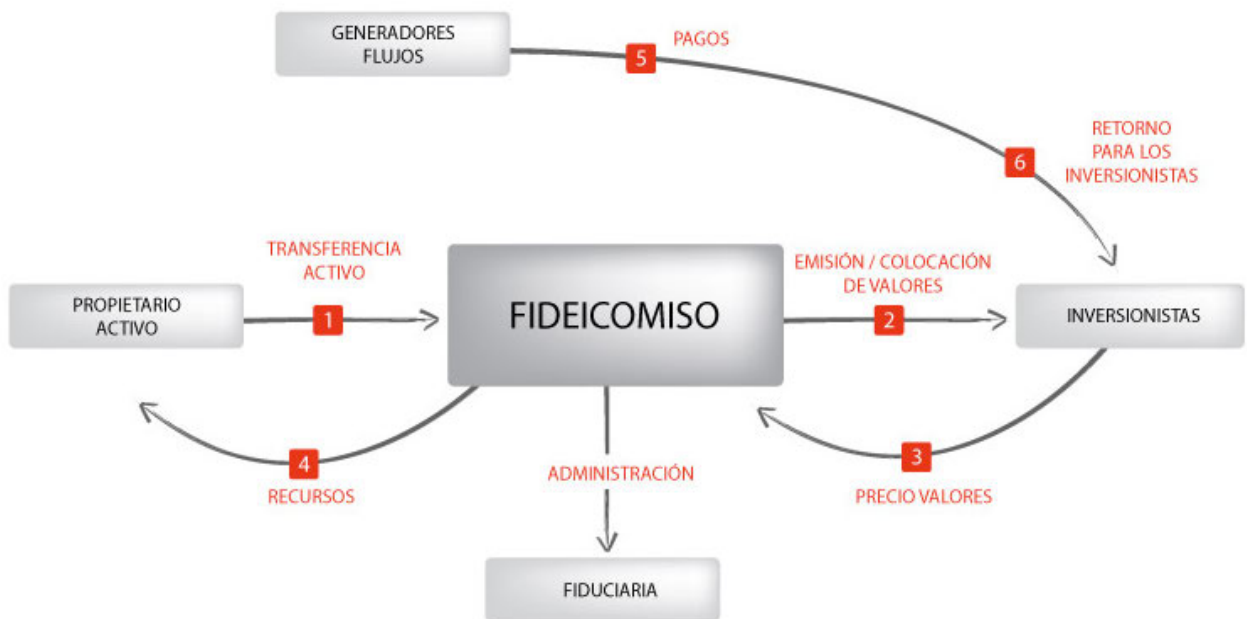 GENERADORES
FLUJOS
5
PAGOS
6
RETORNO
PARA LOS
INVERSIONISTAS
PROPIETARIO
ACTIVO
TRANSFERENCIA
ACTIVO
1
FIDEICOMISO
EMISIÓN / COLOCACIÓN
DE VALORES
2
INVERSIONISTAS
4
RECURSOS
ADMINISTRACIÓN
3
PRECIO VALORES
FIDUCIARIA